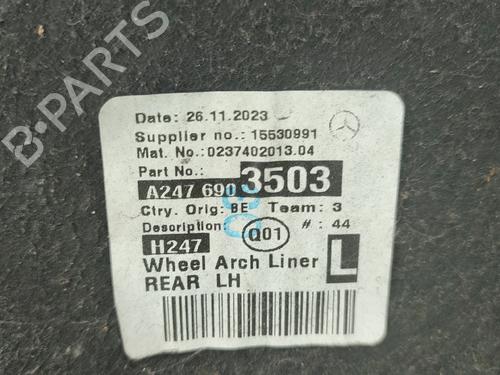 Date: 26.11.2023
Supplier no.: 15530991
Mat. No.:0237402013.04
Part No.:
A247 690 3503
Ctry. Orig: BE Team: 3
Description: # : 44
H247 Q01
Wheel Arch Liner L
REAR LH
B-PARTS